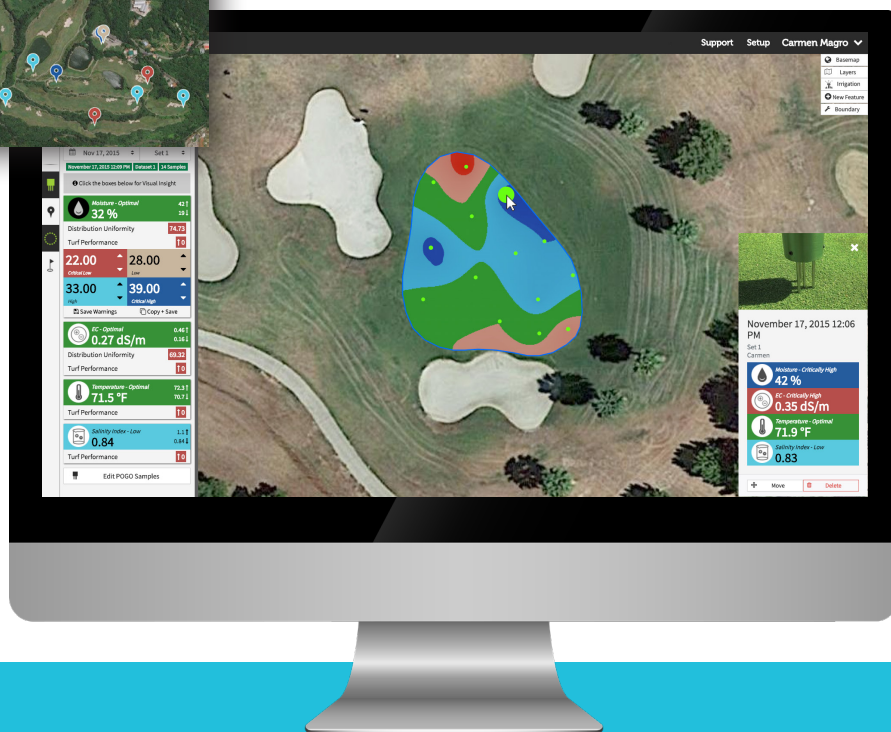 Support Setup Carmen Magro
Basemap
Layers
Irrigation
New Feature
Boundary
Nov 17, 2015 Set 1
November 17, 2015 12:09 PM Dataset 1 14 Samples
Click the boxes below for Visual Insight
Moisture - Optimal
32 %
42
19
Distribution Uniformity 74.73
Turf Performance 0
22.00 28.00
Critical Low Low
33.00 39.00
High Critical High
Save Warnings Copy + Save
EC - Optimal
0.27 dS/m
0.46
0.16
Distribution Uniformity 69.32
Turf Performance 0
Temperature - Optimal
71.5 °F
72.3
70.7
Turf Performance 0
Salinity Index - Low
0.84
1.1
0.64
Turf Performance 0
Edit POGO Samples
November 17, 2015 12:06
PM
Set 1
Carmen
Moisture - Critically High
42 %
EC - Critically High
0.35 dS/m
Temperature - Optimal
71.9 °F
Salinity Index - Low
0.83
Move Delete